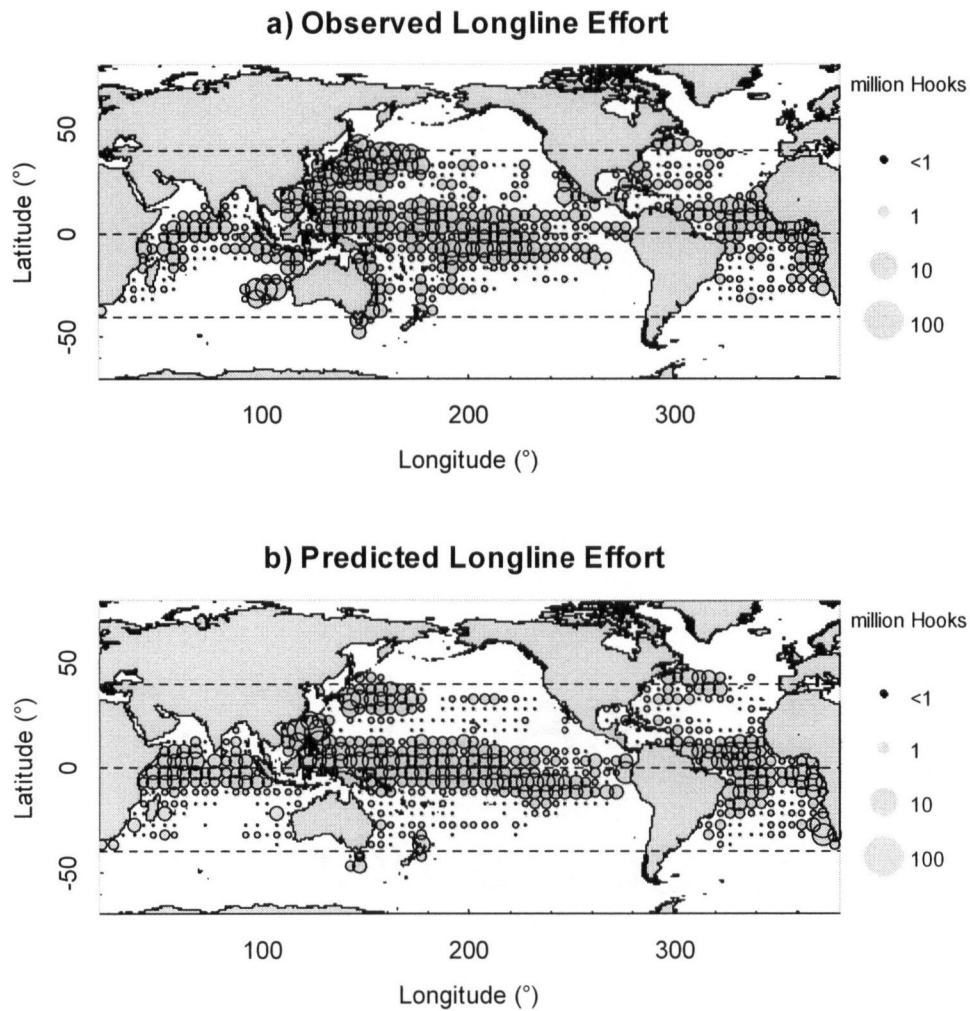 a) Observed Longline Effort
million Hooks
<1
1
10
100
50
0
-50
Latitude (°)
100
200
300
Longitude (°)
b) Predicted Longline Effort
million Hooks
<1
1
10
100
50
0
-50
Latitude (°)
100
200
300
Longitude (°)